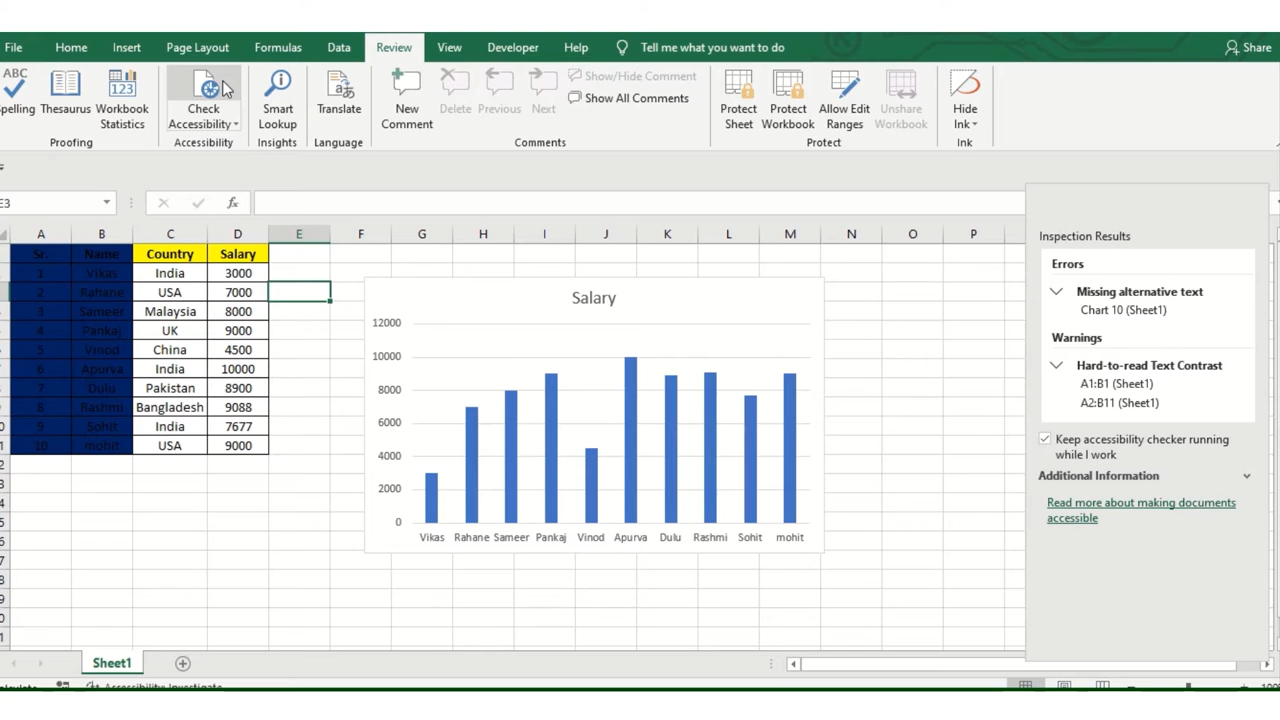 File Home Insert Page Layout Formulas Data Review View Developer Help Tell me what you want to do Share
ABC
123
Spelling Thesaurus Workbook Statistics
Check Accessibility
Smart Lookup
Translate
New Comment
Delete Previous Next
Show/Hide Comment
Show All Comments
Protect Sheet
Protect Workbook
Allow Edit Ranges
Unshare Workbook
Hide Ink
Proofing Accessibility Insights Language Comments Protect Ink
E3
fx
A B C D E F G H I J K L M N O P
Sr. Name Country Salary
1 Vikas India 3000
2 Rahane USA 7000
3 Sameer Malaysia 8000
4 Pankaj UK 9000
5 Vinod China 4500
6 Apurva India 10000
7 Dulu Pakistan 8900
8 Rashmi Bangladesh 9088
9 Sohit India 7677
10 mohit USA 9000
Salary
12000
10000
8000
6000
4000
2000
0
Vikas Rahane Sameer Pankaj Vinod Apurva Dulu Rashmi Sohit mohit
Inspection Results
Errors
Missing alternative text
Chart 10 (Sheet1)
Warnings
Hard-to-read Text Contrast
A1:B1 (Sheet1)
A2:B11 (Sheet1)
Keep accessibility checker running
while I work
Additional Information
Read more about making documents
accessible
Sheet1
Accessibility: Investigate